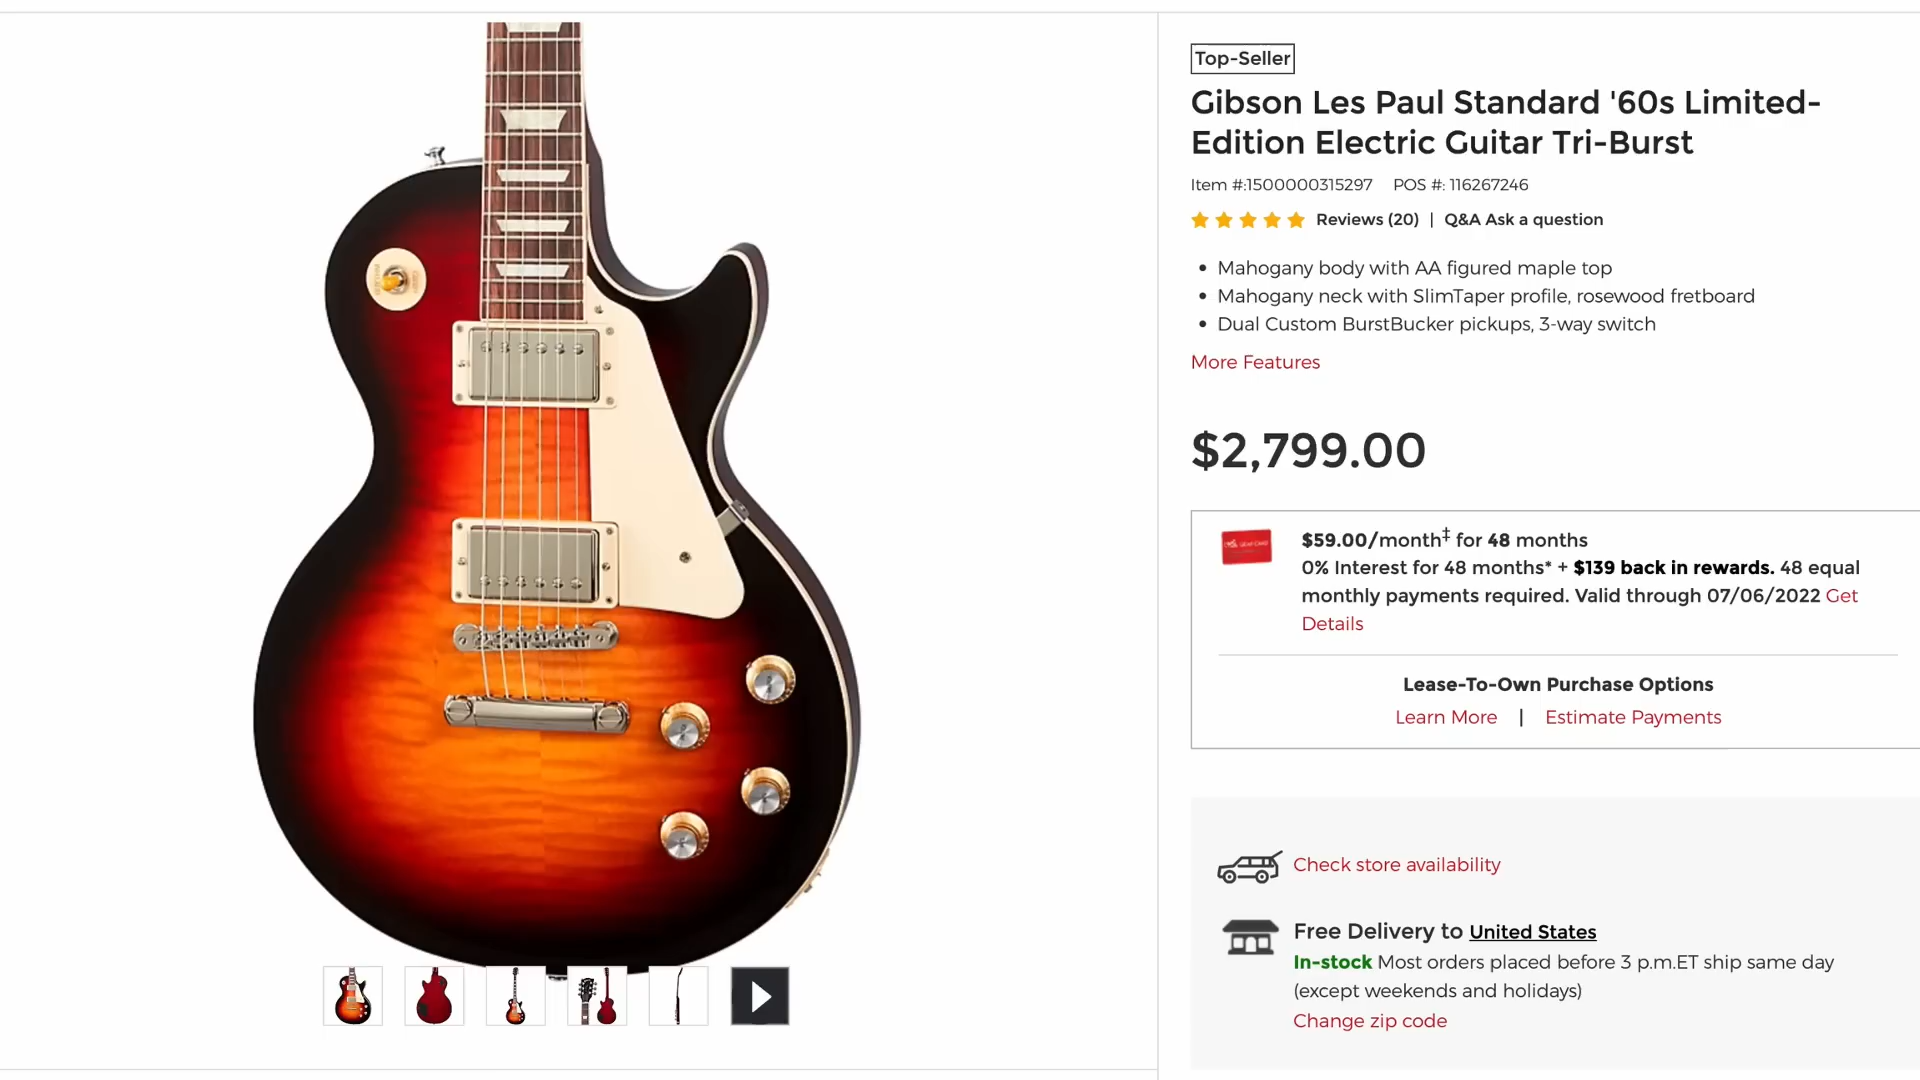 Top-Seller
Gibson Les Paul Standard '60s Limited-
Edition Electric Guitar Tri-Burst
Item #:1500000315297 POS #: 116267246
Reviews (20) | Q&A Ask a question
• Mahogany body with AA figured maple top
• Mahogany neck with SlimTaper profile, rosewood fretboard
• Dual Custom BurstBucker pickups, 3-way switch
More Features
$2,799.00
$59.00/month‡ for 48 months
0% Interest for 48 months* + $139 back in rewards. 48 equal
monthly payments required. Valid through 07/06/2022 Get
Details
Lease-To-Own Purchase Options
Learn More | Estimate Payments
Check store availability
Free Delivery to United States
In-stock Most orders placed before 3 p.m.ET ship same day
(except weekends and holidays)
Change zip code